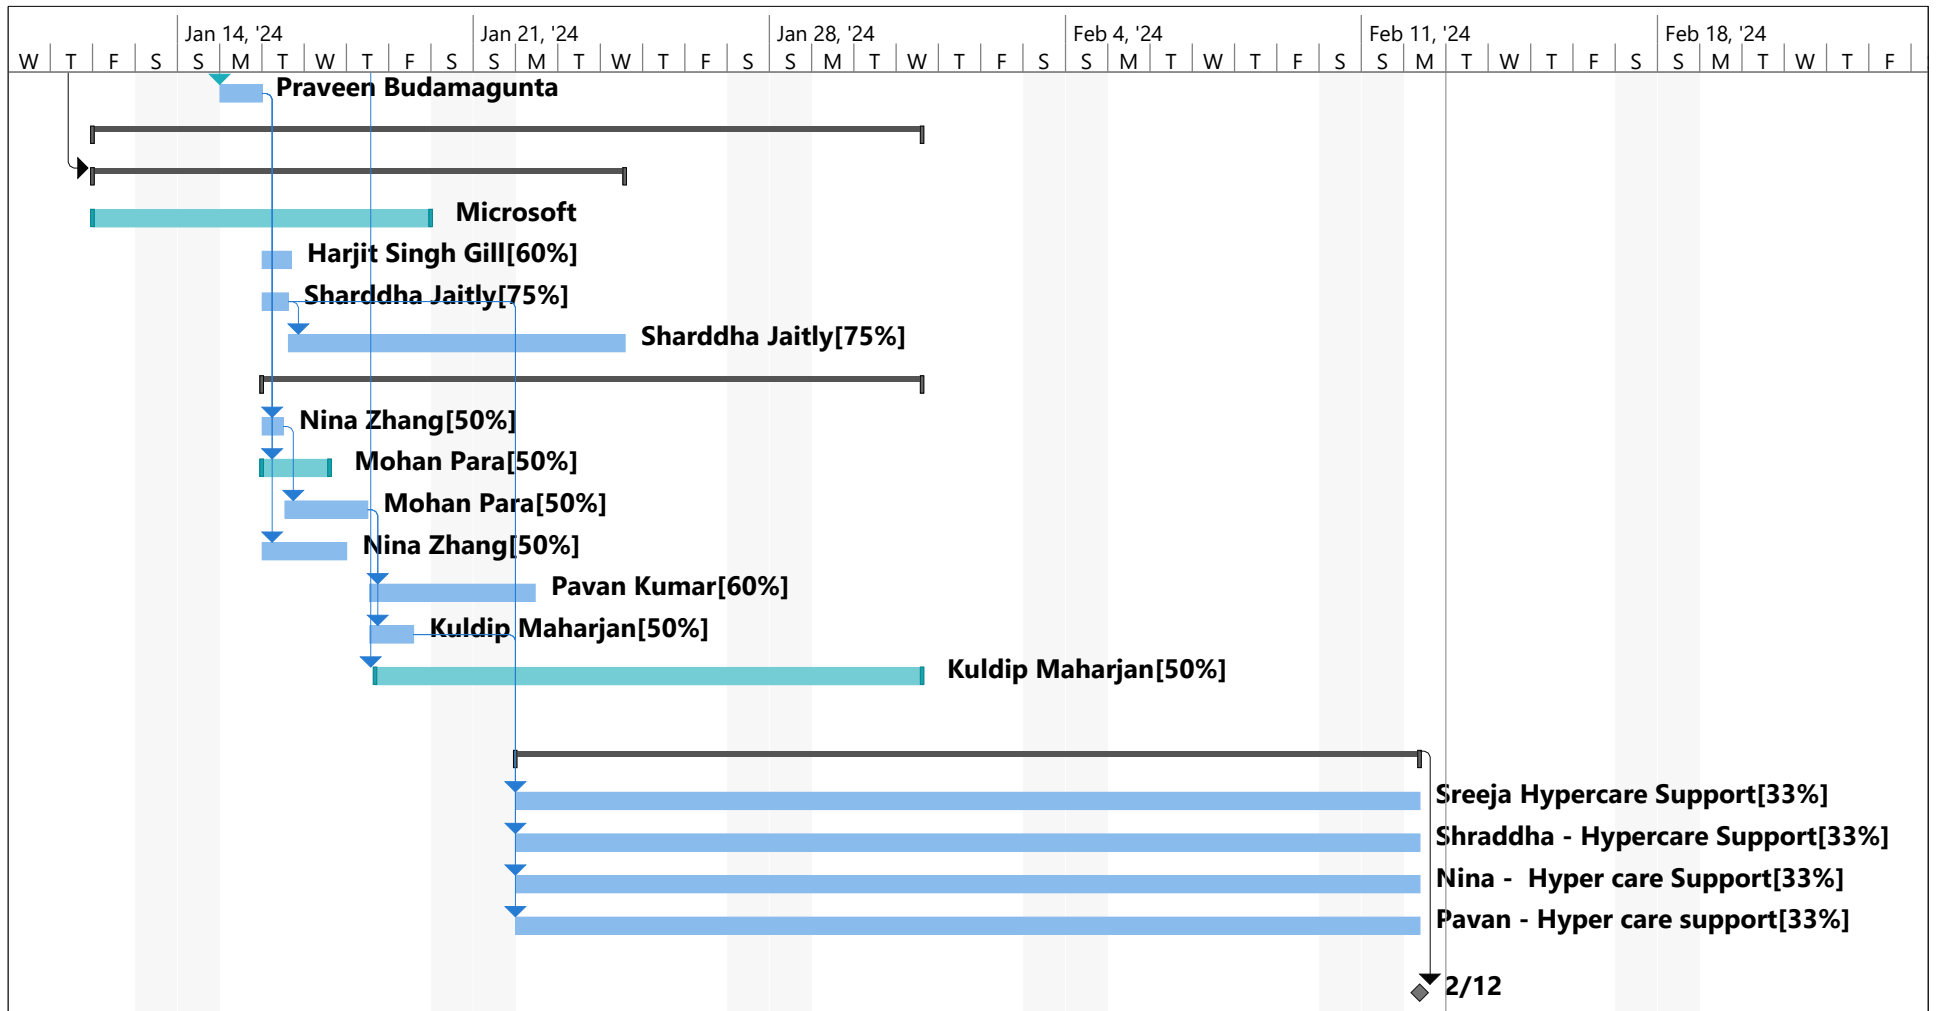 Jan 14, '24 Jan 21, '24 Jan 28, '24 Feb 4, '24 Feb 11, '24 Feb 18, '24
W T F S S M T W T F S S M T W T F S S M T W T F S S M T W T F S S M T W T F S S M T W T F
Praveen Budamagunta
Microsoft
Harjit Singh Gill[60%]
Sharddha Jaitly[75%]
Sharddha Jaitly[75%]
Nina Zhang[50%]
Mohan Para[50%]
Mohan Para[50%]
Nina Zhang[50%]
Pavan Kumar[60%]
Kuldip Maharjan[50%]
Kuldip Maharjan[50%]
Sreeja Hypercare Support[33%]
Shraddha - Hypercare Support[33%]
Nina -  Hyper care Support[33%]
Pavan - Hyper care support[33%]
2/12